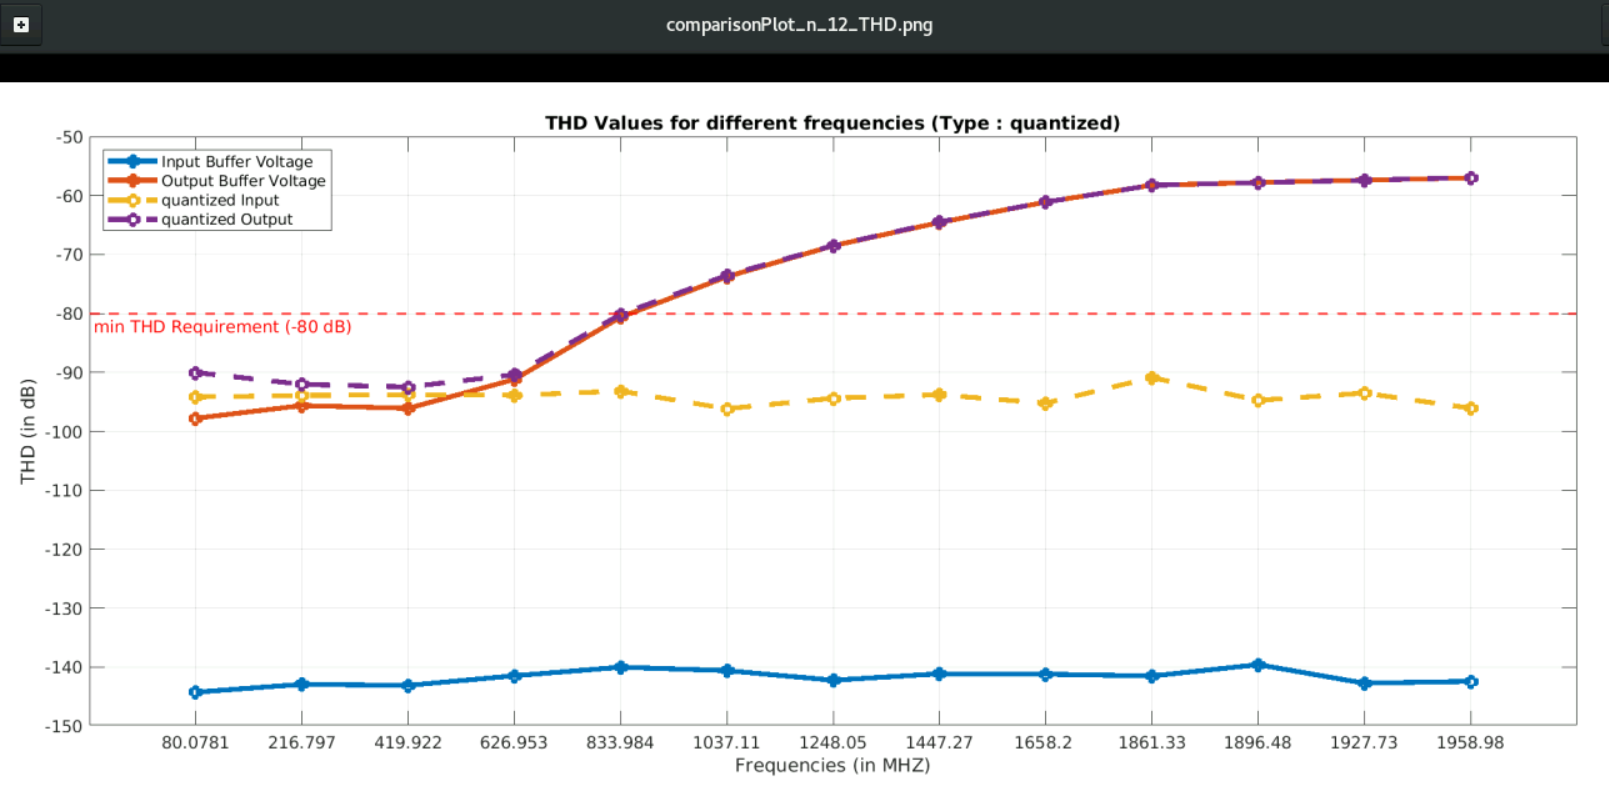 comparisonPlot_n_12_THD.png
THD Values for different frequencies (Type : quantized)
-50
-60
-70
-80
-90
-100
-110
-120
-130
-140
-150
THD (in dB)
Input Buffer Voltage
Output Buffer Voltage
quantized Input
quantized Output
min THD Requirement (-80 dB)
80.0781 216.797 419.922 626.953 833.984 1037.11 1248.05 1447.27 1658.2 1861.33 1896.48 1927.73 1958.98
Frequencies (in MHZ)